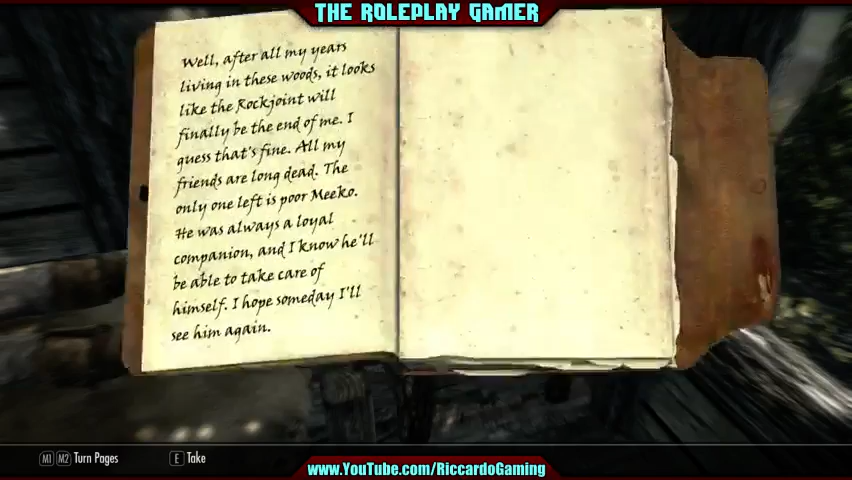 THE ROLEPLAY GAMER
Well, after all my years
living in these woods, it looks
like the Rockjoint will
finally be the end of me. I
guess that's fine. All my
friends are long dead. The
only one left is poor Meeko.
He was always a loyal
companion, and I know he'll
be able to take care of
himself. I hope someday I'll
see him again.
M1 M2 Turn Pages E Take
www.YouTube.com/RiccardoGaming